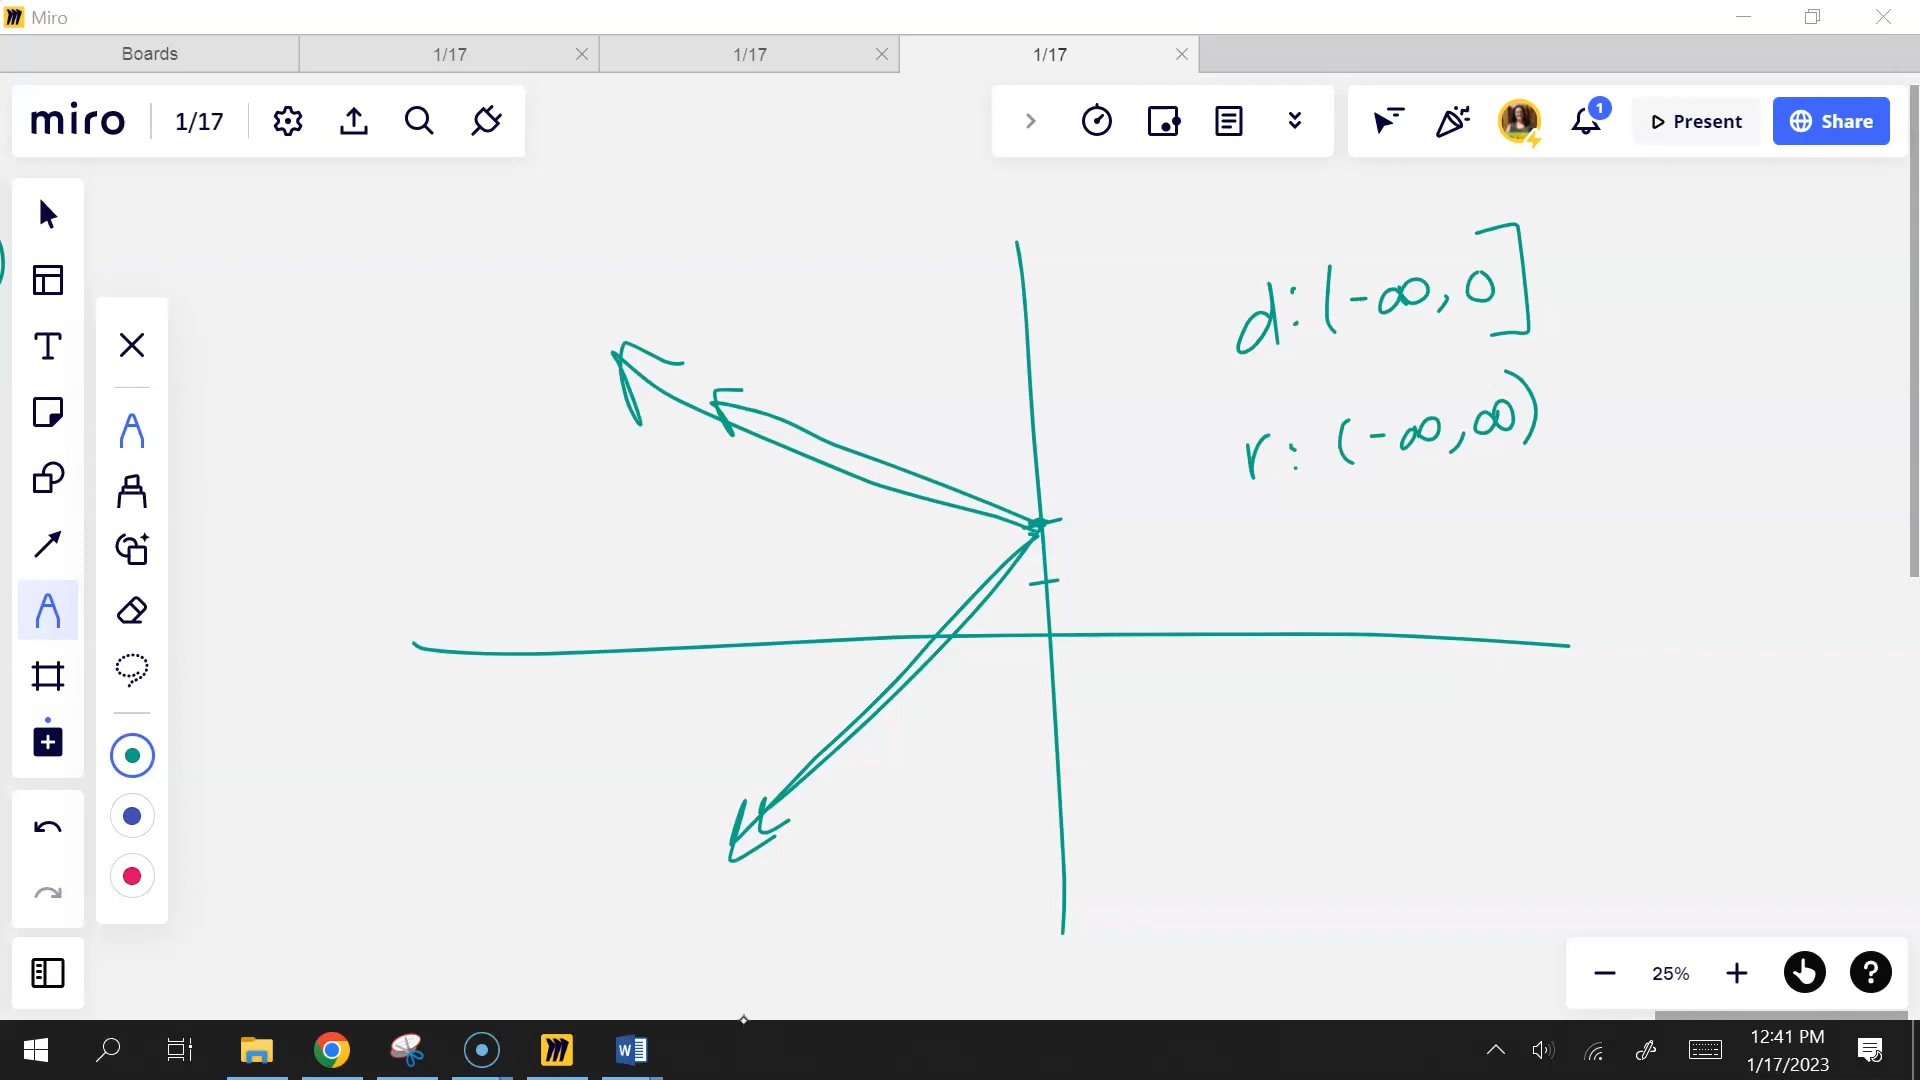 Miro
Boards
1/17
1/17
1/17
miro
1/17
1
Present
Share
d: (-∞, 0]
r: (-∞, ∞)
25%
12:41 PM
1/17/2023